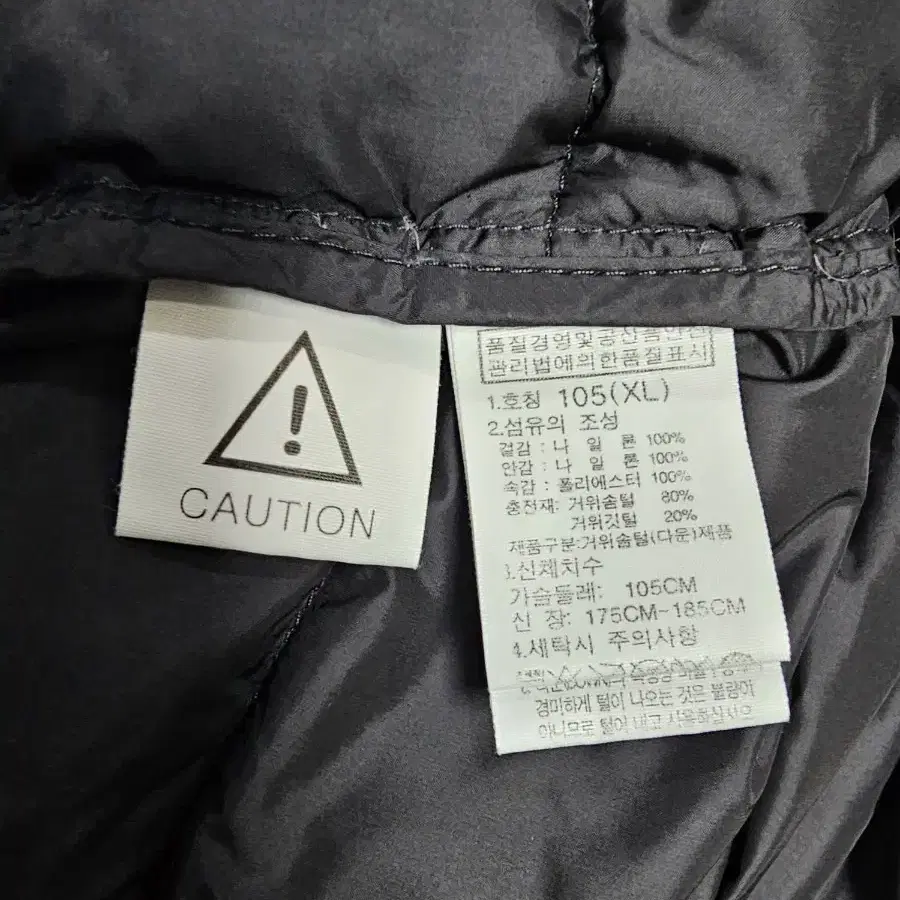 CAUTION
품질경영및공산품안전
관리법에의한품질표시
1.호칭 105(XL)
2.섬유의 조성
겉감 : 나 일 론 100%
안감 : 나 일 론 100%
속감 : 폴리에스터 100%
충전재: 거위솜털 80%
거위깃털 20%
제품구분:거위솜털(다운)제품
3.신체치수
가슴둘레: 105CM
신 장: 175CM~185CM
4.세탁시 주의사항
경미하게 털이 나오는 것은 불량이
아니므로 털이 내고 사용하십시오